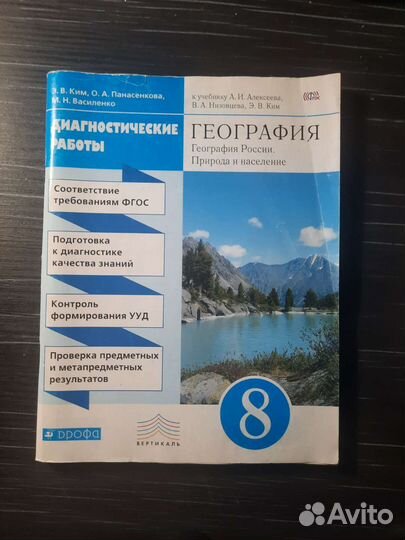 Э. В. Ким, О. А. Панасенкова,
М. Н. Василенко
к учебнику А. И. Алексеева,
В. А. Низовцева, Э. В. Ким
ФГОС
ДИАГНОСТИЧЕСКИЕ
РАБОТЫ
ГЕОГРАФИЯ
География России.
Природа и население
Соответствие
требованиям ФГОС
Подготовка
к диагностике
качества знаний
Контроль
формирования УУД
Проверка предметных
и метапредметных
результатов
8
ДРОФА
ВЕРТИКАЛЬ
Avito